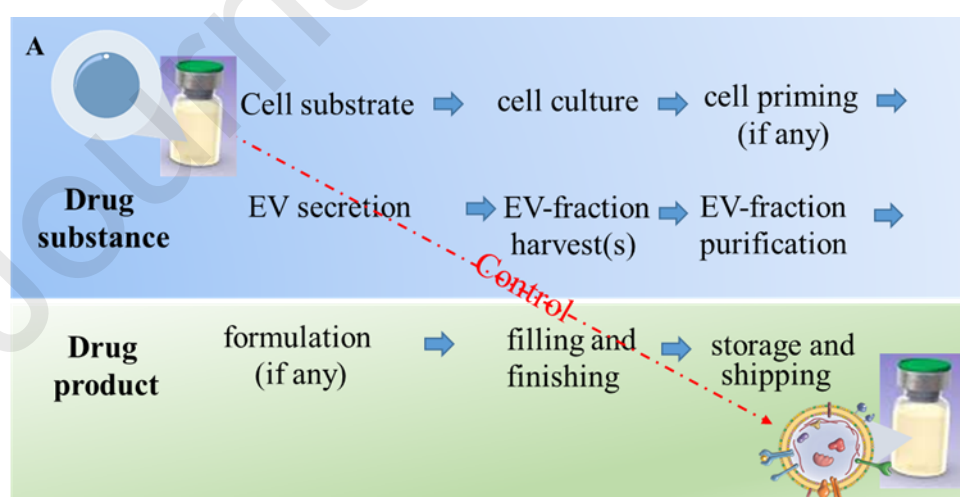 A
Cell substrate
cell culture
cell priming
(if any)
Drug
substance
EV secretion
EV-fraction
harvest(s)
EV-fraction
purification
Control
Drug
product
formulation
(if any)
filling and
finishing
storage and
shipping